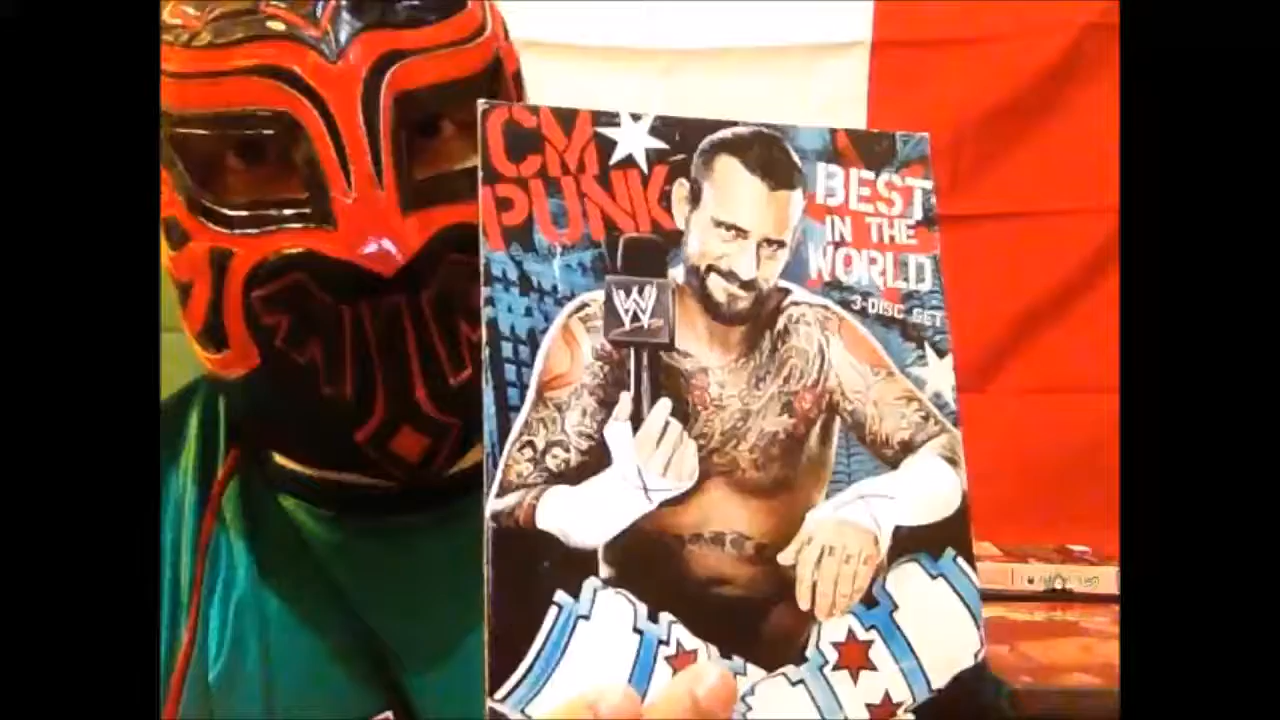 CM
PUNK
BEST
IN THE
WORLD
3-DISC SET
W